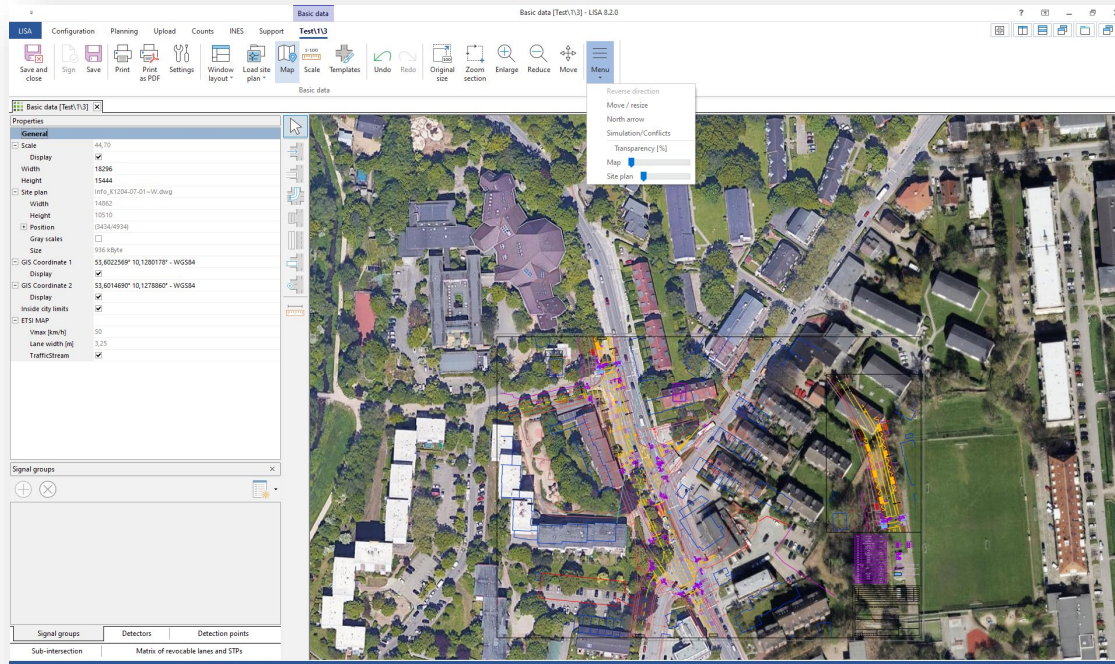 Basic data
Basic data [Test\1\3] - LISA 8.2.0
LISA Configuration Planning Upload Counts INES Support Test\1\3
Save and close
Sign
Save
Print
Print as PDF
Settings
Window layout
Load site plan
Map
1:100
Scale
Templates
Undo
Redo
100
Original size
Zoom section
Enlarge
Reduce
Move
Menu
Basic data
Reverse direction
Move / resize
North arrow
Simulation/Conflicts
Transparency [%]
Map
Site plan
Basic data [Test\1\3]
Properties
General
Scale 44,70
Display
Width 18296
Height 15444
Site plan Info_K1204-07-01~W.dwg
Width 14862
Height 10510
Position (3434/4934)
Gray scales
Size 936 kByte
GIS Coordinate 1 53,6022569° 10,1280178° - WGS84
Display
GIS Coordinate 2 53,6014690° 10,1278860° - WGS84
Display
Inside city limits
ETSI MAP
Vmax [km/h] 50
Lane width [m] 3,25
TrafficStream
Signal groups
Signal groups Detectors Detection points
Sub-intersection Matrix of revocable lanes and STPs